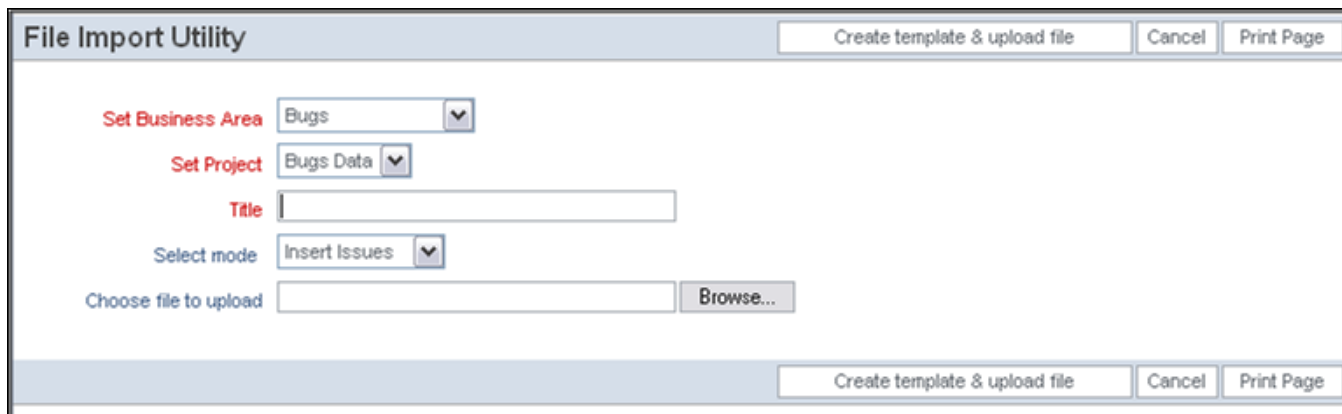 File Import Utility Create template & upload file Cancel Print Page
Set Business Area Bugs
Set Project Bugs Data
Title
Select mode Insert Issues
Choose file to upload Browse...
Create template & upload file Cancel Print Page